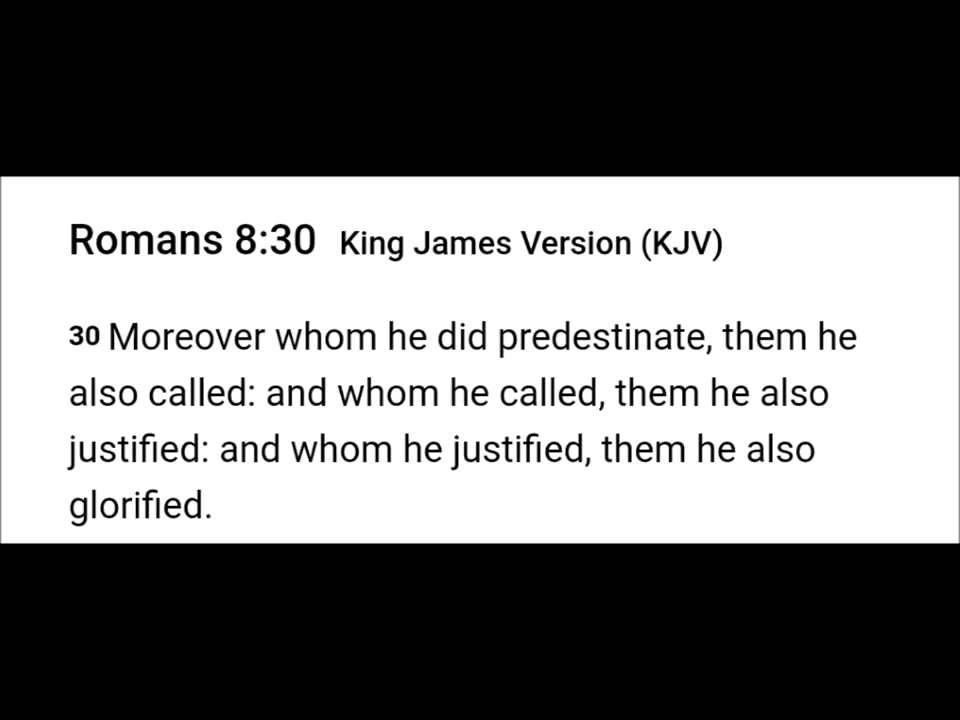 Romans 8:30 King James Version (KJV)
30 Moreover whom he did predestinate, them he
also called: and whom he called, them he also
justified: and whom he justified, them he also
glorified.